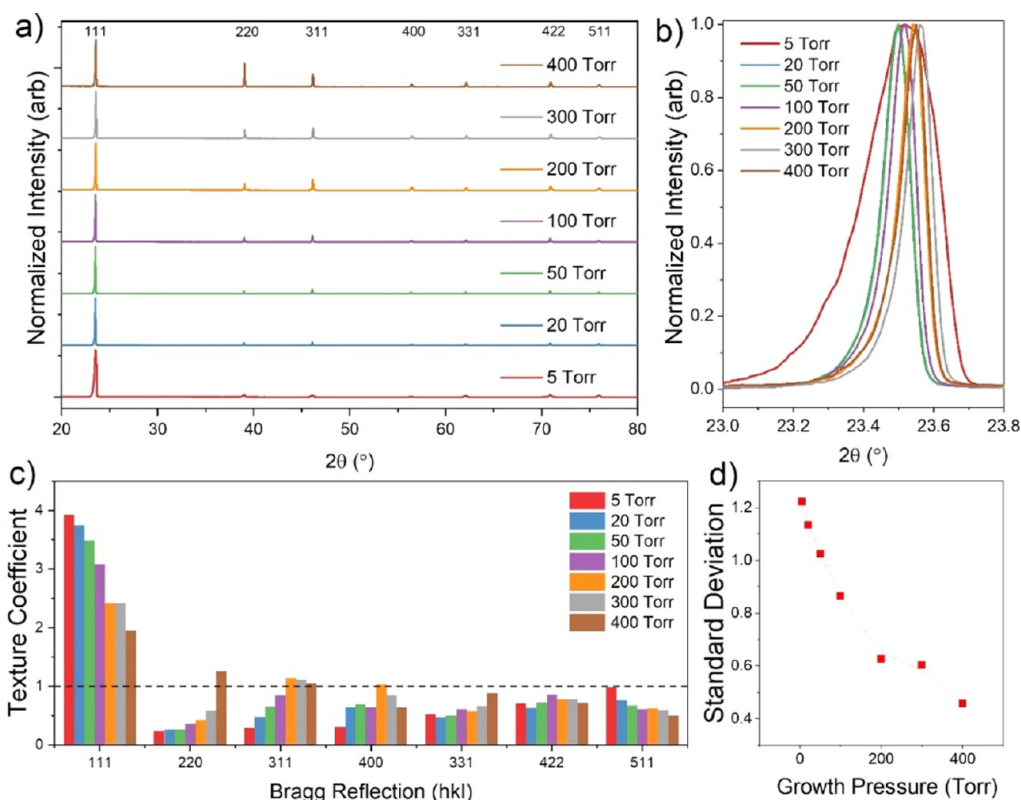 a)
111 220 311 400 331 422 511
400 Torr
300 Torr
200 Torr
100 Torr
50 Torr
20 Torr
5 Torr
Normalized Intensity (arb)
20 30 40 50 60 70 80
2θ (°)
b)
5 Torr
20 Torr
50 Torr
100 Torr
200 Torr
300 Torr
400 Torr
Normalized Intensity (arb)
1.0
0.8
0.6
0.4
0.2
0.0
23.0 23.2 23.4 23.6 23.8
2θ (°)
c)
5 Torr
20 Torr
50 Torr
100 Torr
200 Torr
300 Torr
400 Torr
Texture Coefficient
4
3
2
1
0
111 220 311 400 331 422 511
Bragg Reflection (hkl)
d)
Standard Deviation
1.2
1.0
0.8
0.6
0.4
0 200 400
Growth Pressure (Torr)